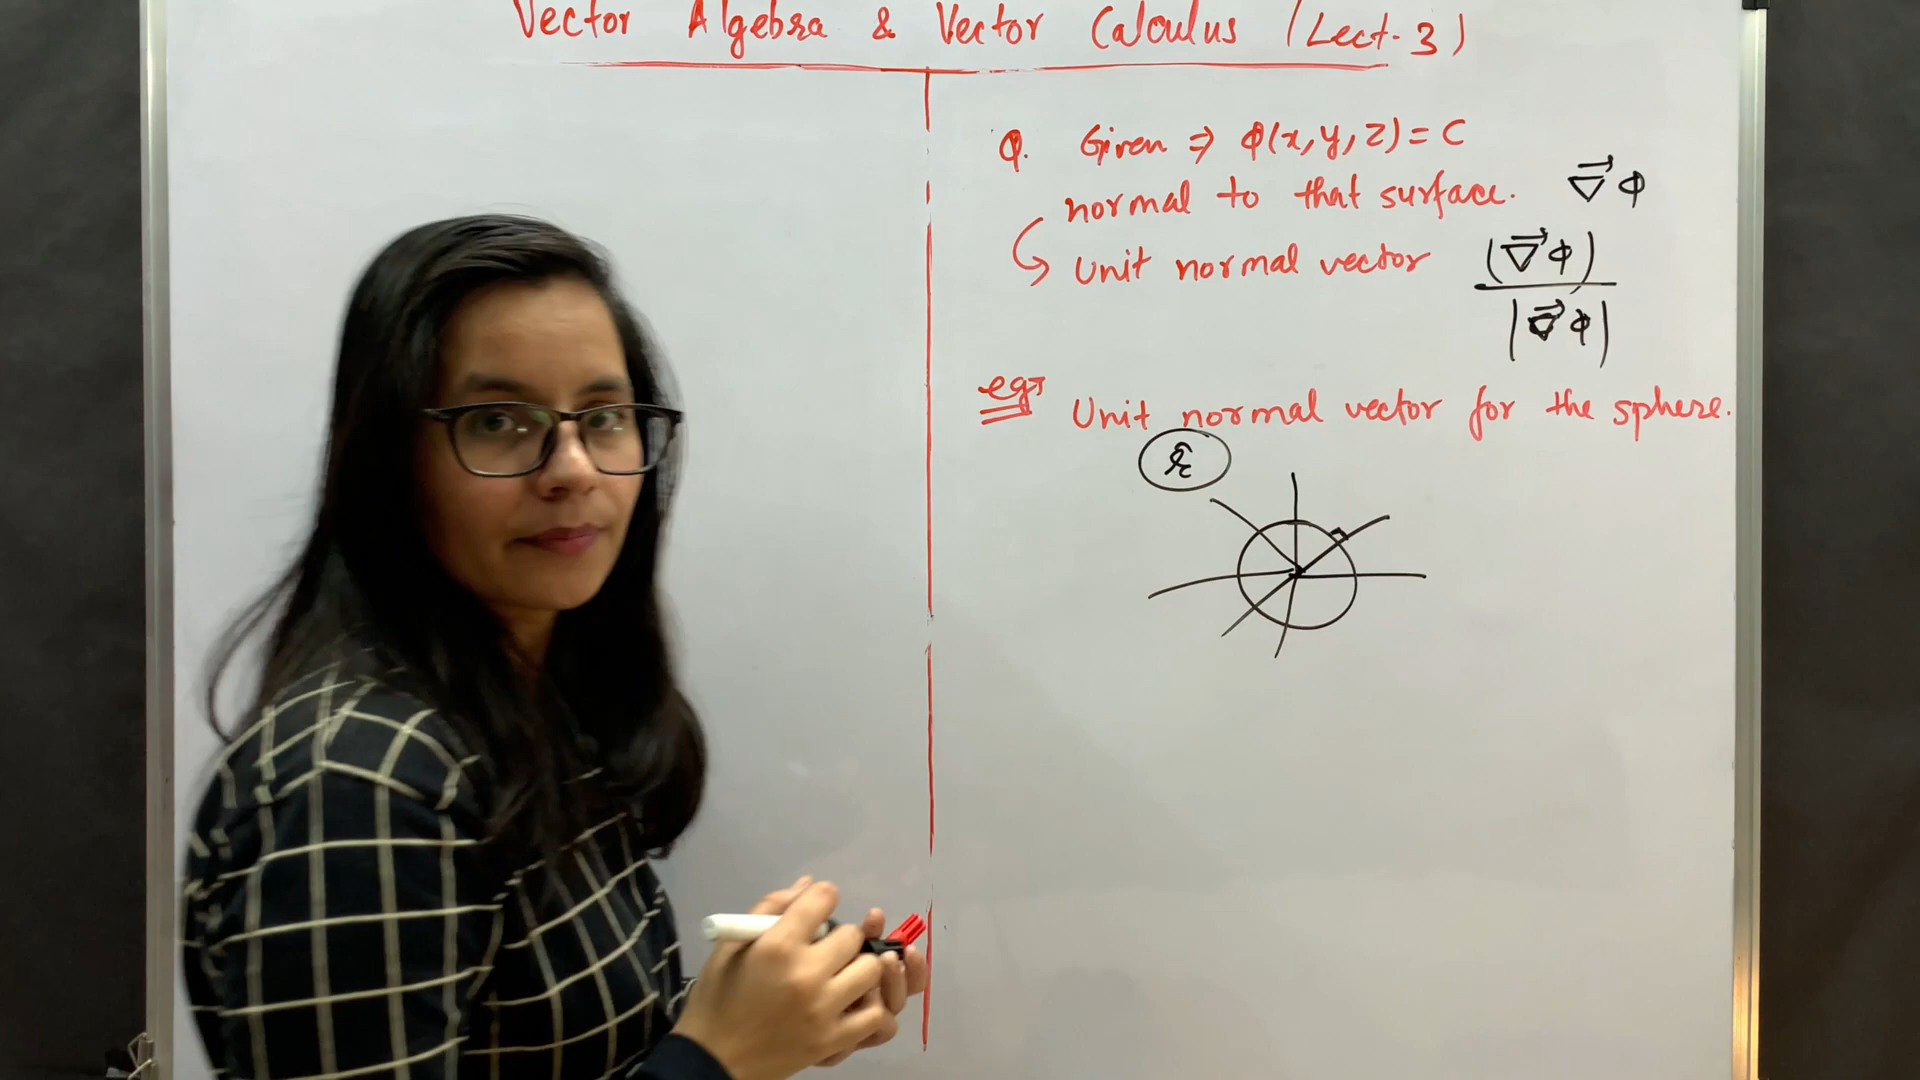 Vector Algebra & Vector Calculus (Lect-3)
Q. Given ⇒ φ(x, y, z) = C
normal to that surface. ∇⃗φ
↳ Unit normal vector (∇⃗φ) / |∇⃗φ|
eg: Unit normal vector for the sphere.
r̂